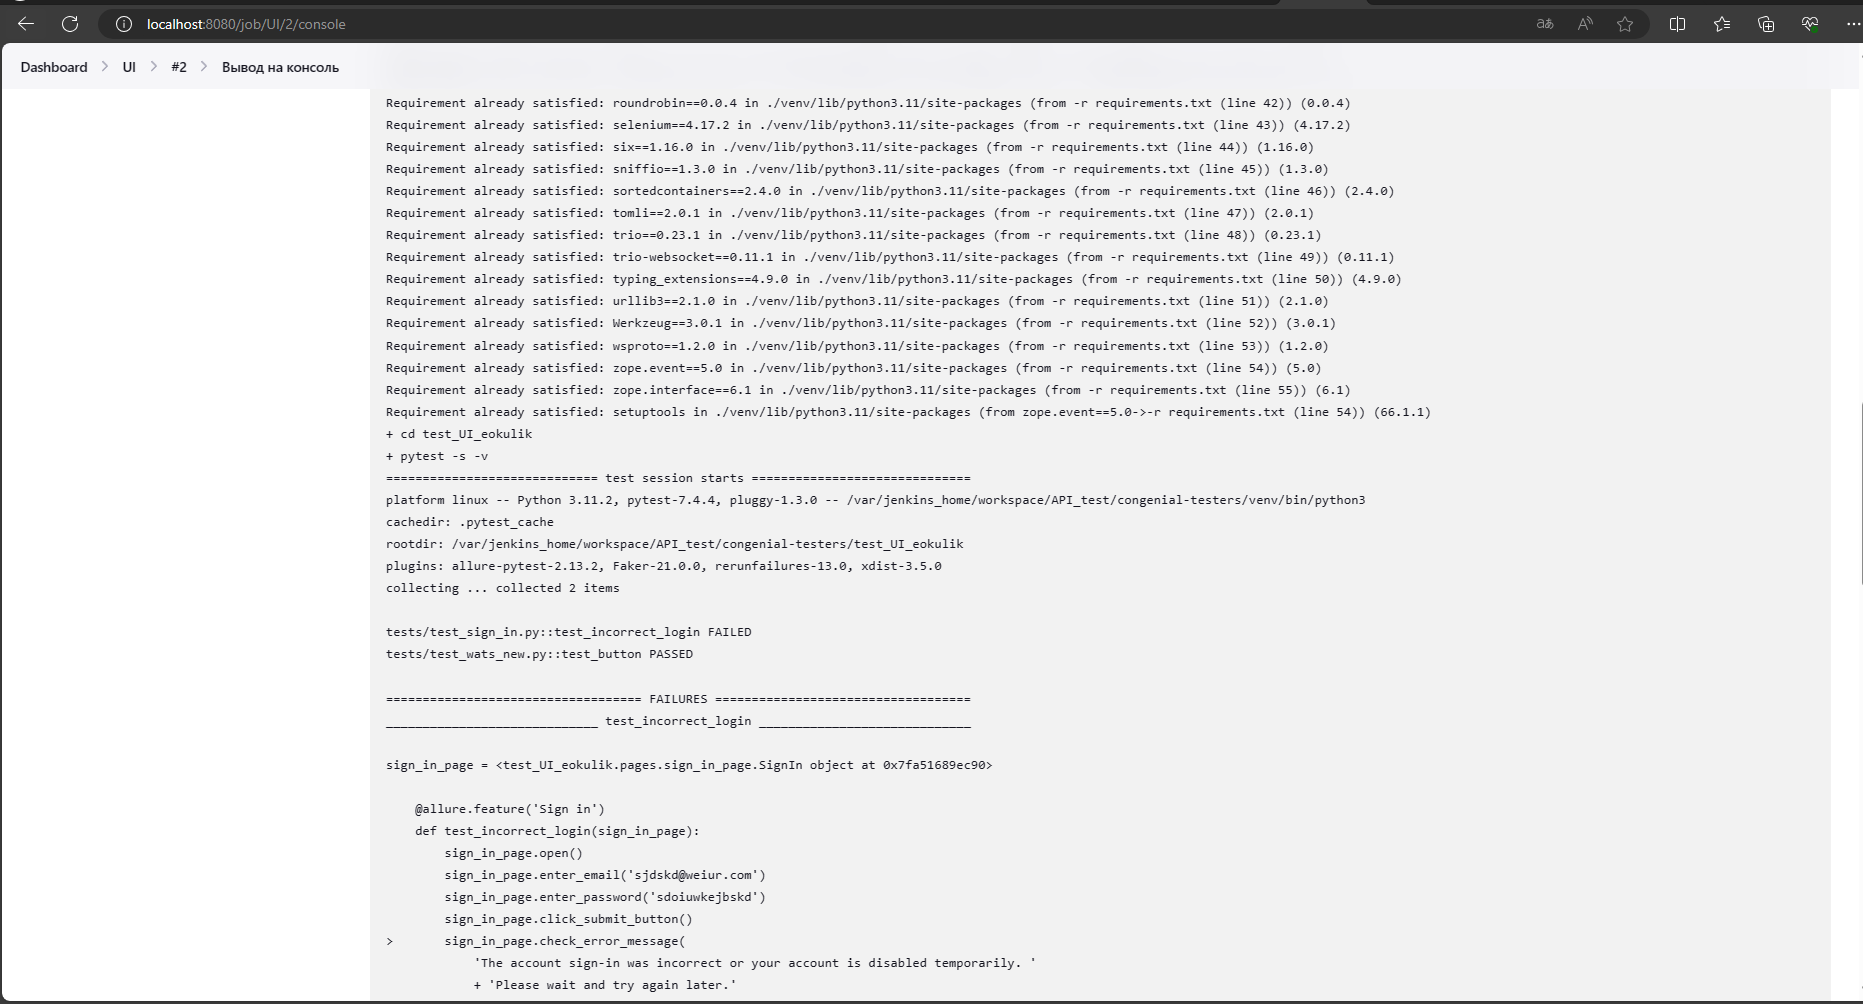 localhost:8080/job/UI/2/console
Dashboard > UI > #2 > Вывод на консоль
Requirement already satisfied: roundrobin==0.0.4 in ./venv/lib/python3.11/site-packages (from -r requirements.txt (line 42)) (0.0.4)
Requirement already satisfied: selenium==4.17.2 in ./venv/lib/python3.11/site-packages (from -r requirements.txt (line 43)) (4.17.2)
Requirement already satisfied: six==1.16.0 in ./venv/lib/python3.11/site-packages (from -r requirements.txt (line 44)) (1.16.0)
Requirement already satisfied: sniffio==1.3.0 in ./venv/lib/python3.11/site-packages (from -r requirements.txt (line 45)) (1.3.0)
Requirement already satisfied: sortedcontainers==2.4.0 in ./venv/lib/python3.11/site-packages (from -r requirements.txt (line 46)) (2.4.0)
Requirement already satisfied: tomli==2.0.1 in ./venv/lib/python3.11/site-packages (from -r requirements.txt (line 47)) (2.0.1)
Requirement already satisfied: trio==0.23.1 in ./venv/lib/python3.11/site-packages (from -r requirements.txt (line 48)) (0.23.1)
Requirement already satisfied: trio-websocket==0.11.1 in ./venv/lib/python3.11/site-packages (from -r requirements.txt (line 49)) (0.11.1)
Requirement already satisfied: typing_extensions==4.9.0 in ./venv/lib/python3.11/site-packages (from -r requirements.txt (line 50)) (4.9.0)
Requirement already satisfied: urllib3==2.1.0 in ./venv/lib/python3.11/site-packages (from -r requirements.txt (line 51)) (2.1.0)
Requirement already satisfied: Werkzeug==3.0.1 in ./venv/lib/python3.11/site-packages (from -r requirements.txt (line 52)) (3.0.1)
Requirement already satisfied: wsproto==1.2.0 in ./venv/lib/python3.11/site-packages (from -r requirements.txt (line 53)) (1.2.0)
Requirement already satisfied: zope.event==5.0 in ./venv/lib/python3.11/site-packages (from -r requirements.txt (line 54)) (5.0)
Requirement already satisfied: zope.interface==6.1 in ./venv/lib/python3.11/site-packages (from -r requirements.txt (line 55)) (6.1)
Requirement already satisfied: setuptools in ./venv/lib/python3.11/site-packages (from zope.event==5.0->-r requirements.txt (line 54)) (66.1.1)
+ cd test_UI_eokulik
+ pytest -s -v
============================= test session starts ==============================
platform linux -- Python 3.11.2, pytest-7.4.4, pluggy-1.3.0 -- /var/jenkins_home/workspace/API_test/congenial-testers/venv/bin/python3
cachedir: .pytest_cache
rootdir: /var/jenkins_home/workspace/API_test/congenial-testers/test_UI_eokulik
plugins: allure-pytest-2.13.2, Faker-21.0.0, rerunfailures-13.0, xdist-3.5.0
collecting ... collected 2 items
tests/test_sign_in.py::test_incorrect_login FAILED
tests/test_wats_new.py::test_button PASSED
=================================== FAILURES ===================================
_____________________________ test_incorrect_login _____________________________
sign_in_page = <test_UI_eokulik.pages.sign_in_page.SignIn object at 0x7fa51689ec90>
    @allure.feature('Sign in')
    def test_incorrect_login(sign_in_page):
        sign_in_page.open()
        sign_in_page.enter_email('sjdskd@weiur.com')
        sign_in_page.enter_password('sdoiuwkejbskd')
        sign_in_page.click_submit_button()
>       sign_in_page.check_error_message(
            'The account sign-in was incorrect or your account is disabled temporarily. '
            + 'Please wait and try again later.'